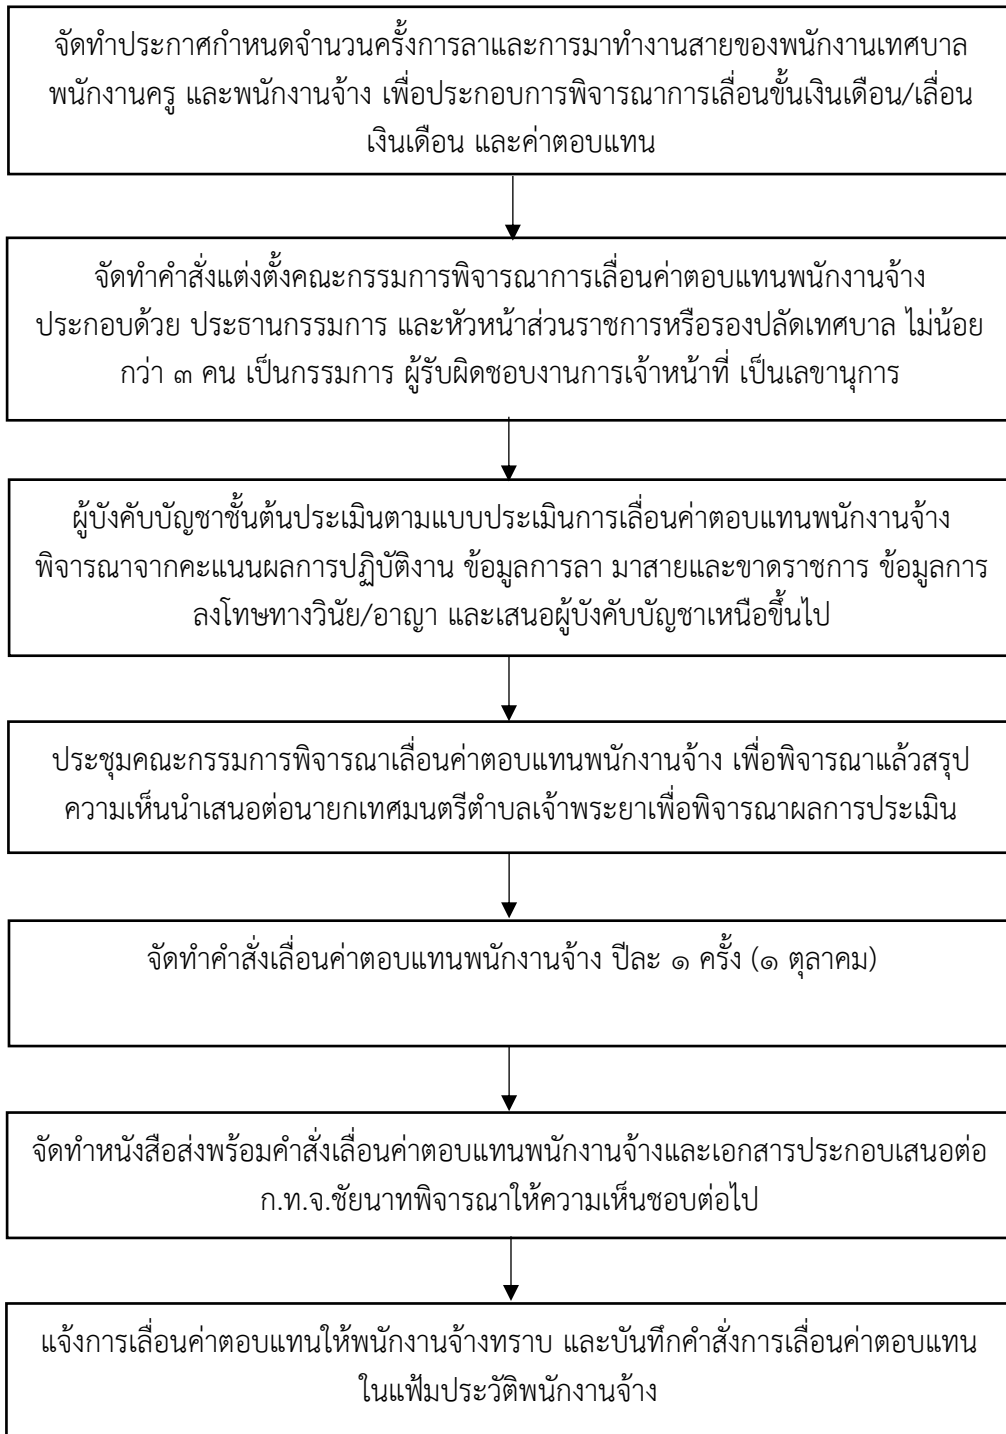 จัดทำประกาศกำหนดจำนวนครั้งการลาและการมาทำงานสายของพนักงานเทศบาล
พนักงานครู และพนักงานจ้าง เพื่อประกอบการพิจารณาการเลื่อนขั้นเงินเดือน/เลื่อน
เงินเดือน และค่าตอบแทน
จัดทำคำสั่งแต่งตั้งคณะกรรมการพิจารณาการเลื่อนค่าตอบแทนพนักงานจ้าง
ประกอบด้วย ประธานกรรมการ และหัวหน้าส่วนราชการหรือรองปลัดเทศบาล ไม่น้อย
กว่า ๓ คน เป็นกรรมการ ผู้รับผิดชอบงานการเจ้าหน้าที่ เป็นเลขานุการ
ผู้บังคับบัญชาชั้นต้นประเมินตามแบบประเมินการเลื่อนค่าตอบแทนพนักงานจ้าง
พิจารณาจากคะแนนผลการปฏิบัติงาน ข้อมูลการลา มาสายและขาดราชการ ข้อมูลการ
ลงโทษทางวินัย/อาญา และเสนอผู้บังคับบัญชาเหนือขึ้นไป
ประชุมคณะกรรมการพิจารณาเลื่อนค่าตอบแทนพนักงานจ้าง เพื่อพิจารณาแล้วสรุป
ความเห็นนำเสนอต่อนายกเทศมนตรีตำบลเจ้าพระยาเพื่อพิจารณาผลการประเมิน
จัดทำคำสั่งเลื่อนค่าตอบแทนพนักงานจ้าง ปีละ ๑ ครั้ง (๑ ตุลาคม)
จัดทำหนังสือส่งพร้อมคำสั่งเลื่อนค่าตอบแทนพนักงานจ้างและเอกสารประกอบเสนอต่อ
ก.ท.จ.ชัยนาทพิจารณาให้ความเห็นชอบต่อไป
แจ้งการเลื่อนค่าตอบแทนให้พนักงานจ้างทราบ และบันทึกคำสั่งการเลื่อนค่าตอบแทน
ในแฟ้มประวัติพนักงานจ้าง